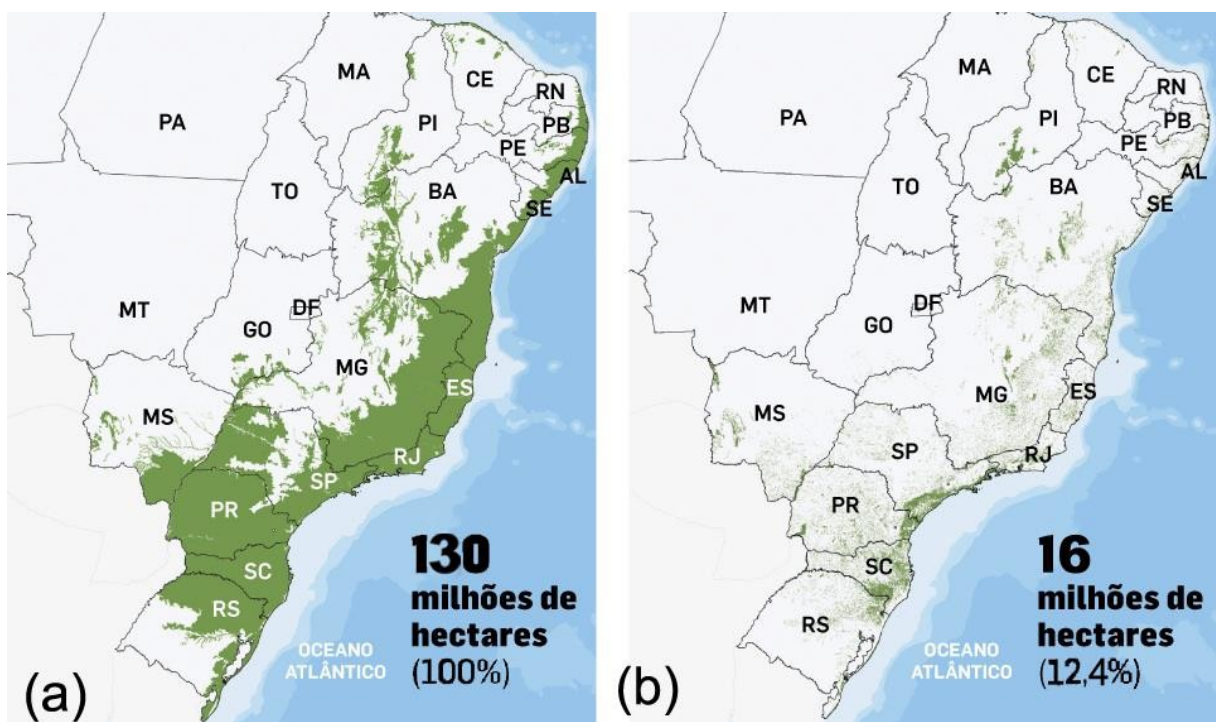 MA
CE
RN
PB
PA
PI
PE
AL
TO
BA
SE
MT
DF
GO
MG
ES
MS
RJ
SP
PR
SC
RS
130
milhões de
hectares
(100%)
OCEANO
ATLÂNTICO
(a)
MA
CE
RN
PB
PA
PI
PE
AL
TO
BA
SE
MT
DF
GO
MG
ES
MS
RJ
SP
PR
SC
RS
16
milhões de
hectares
(12,4%)
OCEANO
ATLÂNTICO
(b)